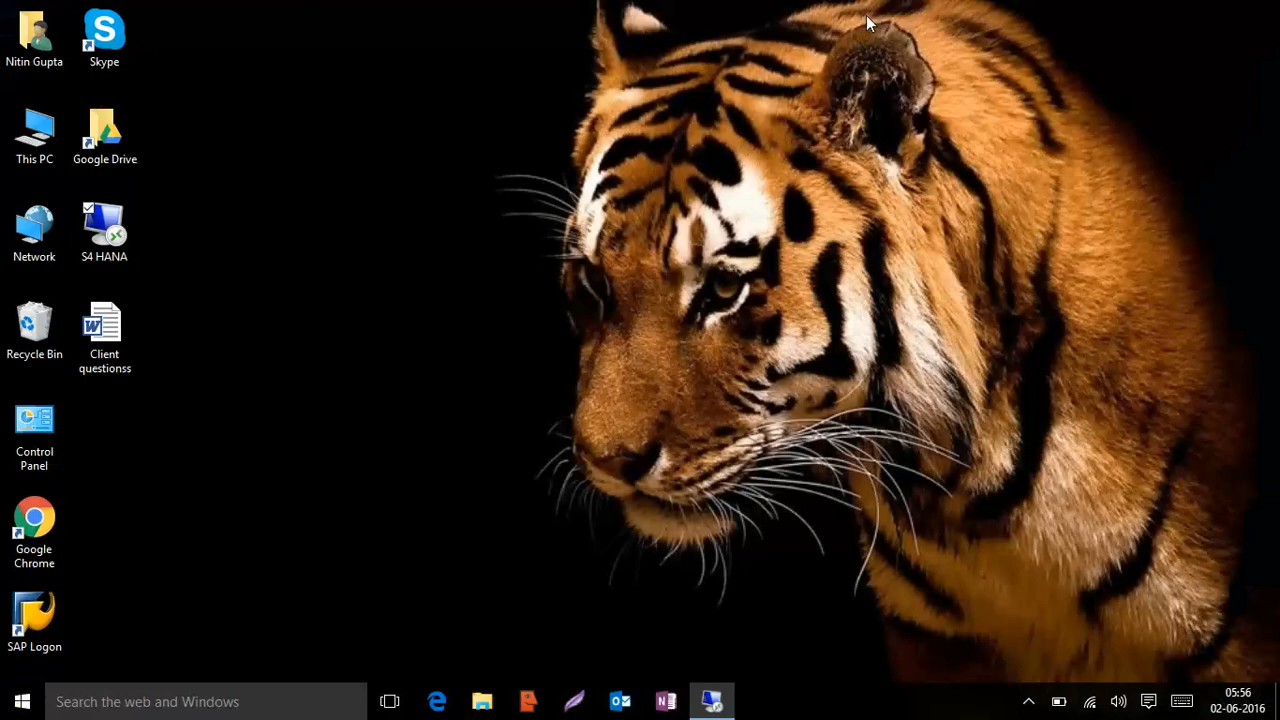 Nitin Gupta
Skype
This PC
Google Drive
Network
S4 HANA
Recycle Bin
Client
questionss
Control
Panel
Google
Chrome
SAP Logon
Search the web and Windows
05:56
02-06-2016